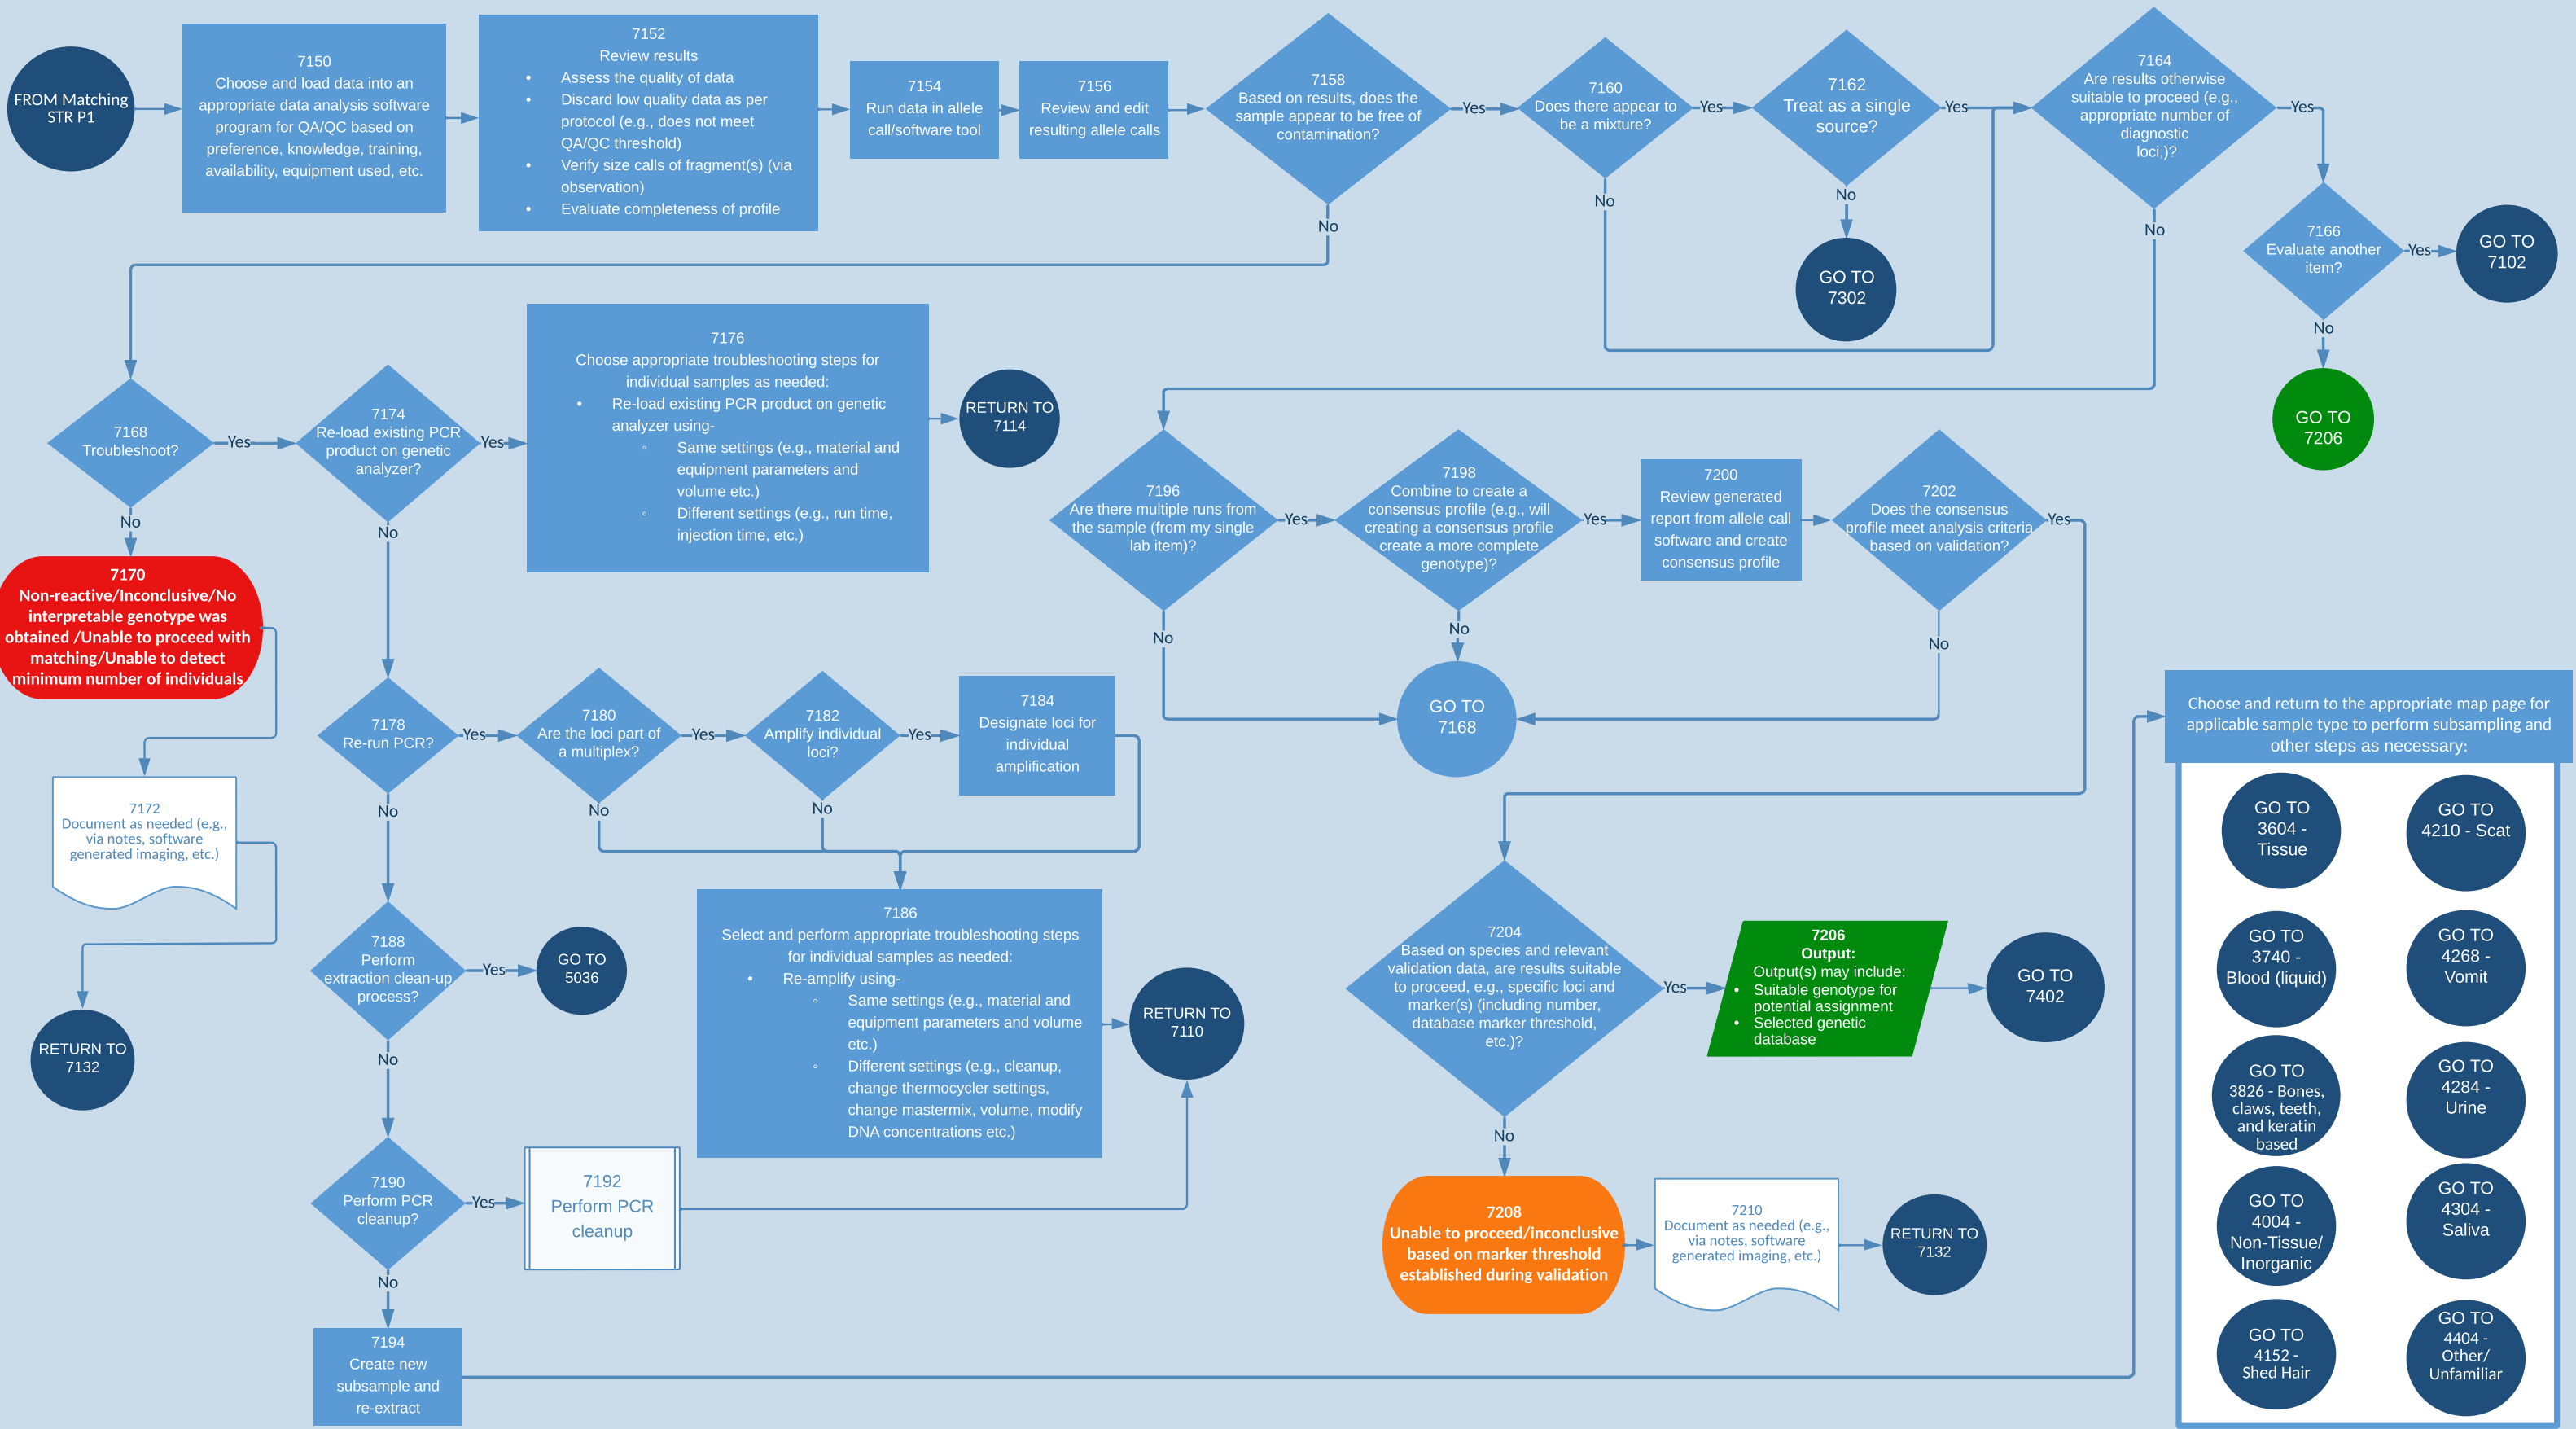 FROM Matching
STR P1
7150
Choose and load data into an
appropriate data analysis software
program for QA/QC based on
preference, knowledge, training,
availability, equipment used, etc.
7152
Review results
• Assess the quality of data
• Discard low quality data as per
protocol (e.g., does not meet
QA/QC threshold)
• Verify size calls of fragment(s) (via
observation)
• Evaluate completeness of profile
7154
Run data in allele
call/software tool
7156
Review and edit
resulting allele calls
7158
Based on results, does the
sample appear to be free of
contamination?
Yes
No
7160
Does there appear to
be a mixture?
Yes
No
7162
Treat as a single
source?
Yes
No
GO TO
7302
7164
Are results otherwise
suitable to proceed (e.g.,
appropriate number of
diagnostic
loci,)?
Yes
No
7166
Evaluate another
item?
Yes
GO TO
7102
No
GO TO
7206
7168
Troubleshoot?
Yes
No
7170
Non-reactive/Inconclusive/No
interpretable genotype was
obtained /Unable to proceed with
matching/Unable to detect
minimum number of individuals
7172
Document as needed (e.g.,
via notes, software
generated imaging, etc.)
RETURN TO
7132
7174
Re-load existing PCR
product on genetic
analyzer?
Yes
No
7176
Choose appropriate troubleshooting steps for
individual samples as needed:
• Re-load existing PCR product on genetic
analyzer using-
◦ Same settings (e.g., material and
equipment parameters and
volume etc.)
◦ Different settings (e.g., run time,
injection time, etc.)
RETURN TO
7114
7178
Re-run PCR?
Yes
No
7180
Are the loci part of
a multiplex?
Yes
No
7182
Amplify individual
loci?
Yes
No
7184
Designate loci for
individual
amplification
7186
Select and perform appropriate troubleshooting steps
for individual samples as needed:
• Re-amplify using-
◦ Same settings (e.g., material and
equipment parameters and volume
etc.)
◦ Different settings (e.g., cleanup,
change thermocycler settings,
change mastermix, volume, modify
DNA concentrations etc.)
RETURN TO
7110
7188
Perform
extraction clean-up
process?
Yes
GO TO
5036
No
7190
Perform PCR
cleanup?
Yes
7192
Perform PCR
cleanup
No
7194
Create new
subsample and
re-extract
7196
Are there multiple runs from
the sample (from my single
lab item)?
Yes
No
7198
Combine to create a
consensus profile (e.g., will
creating a consensus profile
create a more complete
genotype)?
Yes
No
7200
Review generated
report from allele call
software and create
consensus profile
7202
Does the consensus
profile meet analysis criteria
based on validation?
Yes
No
GO TO
7168
7204
Based on species and relevant
validation data, are results suitable
to proceed, e.g., specific loci and
marker(s) (including number,
database marker threshold,
etc.)?
Yes
7206
Output:
Output(s) may include:
• Suitable genotype for
potential assignment
• Selected genetic
database
GO TO
7402
No
7208
Unable to proceed/inconclusive
based on marker threshold
established during validation
7210
Document as needed (e.g.,
via notes, software
generated imaging, etc.)
RETURN TO
7132
Choose and return to the appropriate map page for
applicable sample type to perform subsampling and
other steps as necessary:
GO TO
3604 -
Tissue
GO TO
4210 - Scat
GO TO
3740 -
Blood (liquid)
GO TO
4268 -
Vomit
GO TO
3826 - Bones,
claws, teeth,
and keratin
based
GO TO
4284 -
Urine
GO TO
4004 -
Non-Tissue/
Inorganic
GO TO
4304 -
Saliva
GO TO
4152 -
Shed Hair
GO TO
4404 -
Other/
Unfamiliar